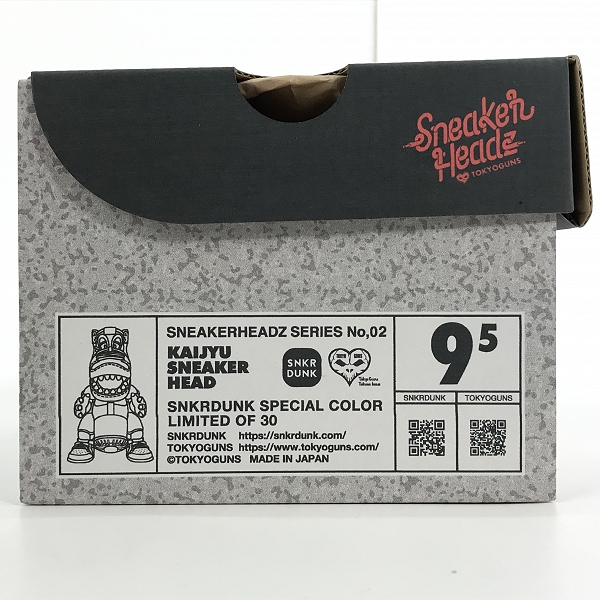 Sneaker
Headz
TOKYOGUNS
SNEAKERHEADZ SERIES No,02
KAIJYU
SNEAKER
HEAD
SNKR
DUNK
SNKRDUNK SPECIAL COLOR
LIMITED OF 30
SNKRDUNK https://snkrdunk.com/
TOKYOGUNS https://www.tokyoguns.com/
©TOKYOGUNS MADE IN JAPAN
9 5
SNKRDUNK TOKYOGUNS